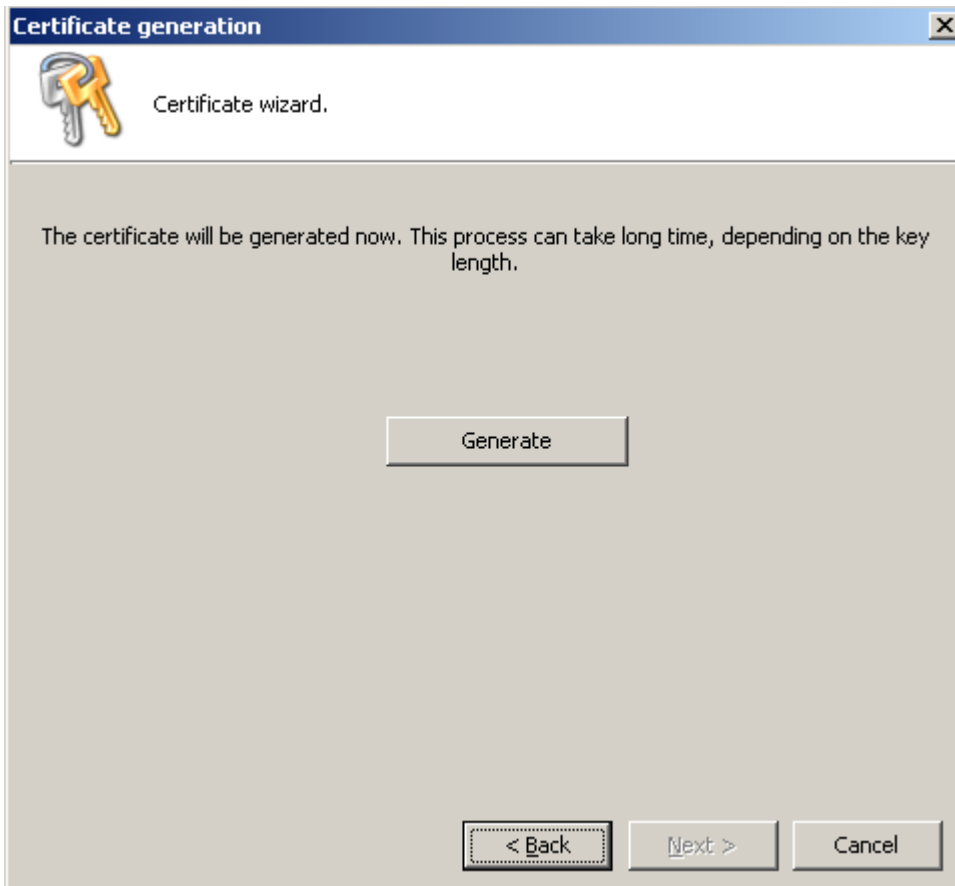 Certificate generation
Certificate wizard.
The certificate will be generated now. This process can take long time, depending on the key
length.
Generate
< Back
Next >
Cancel